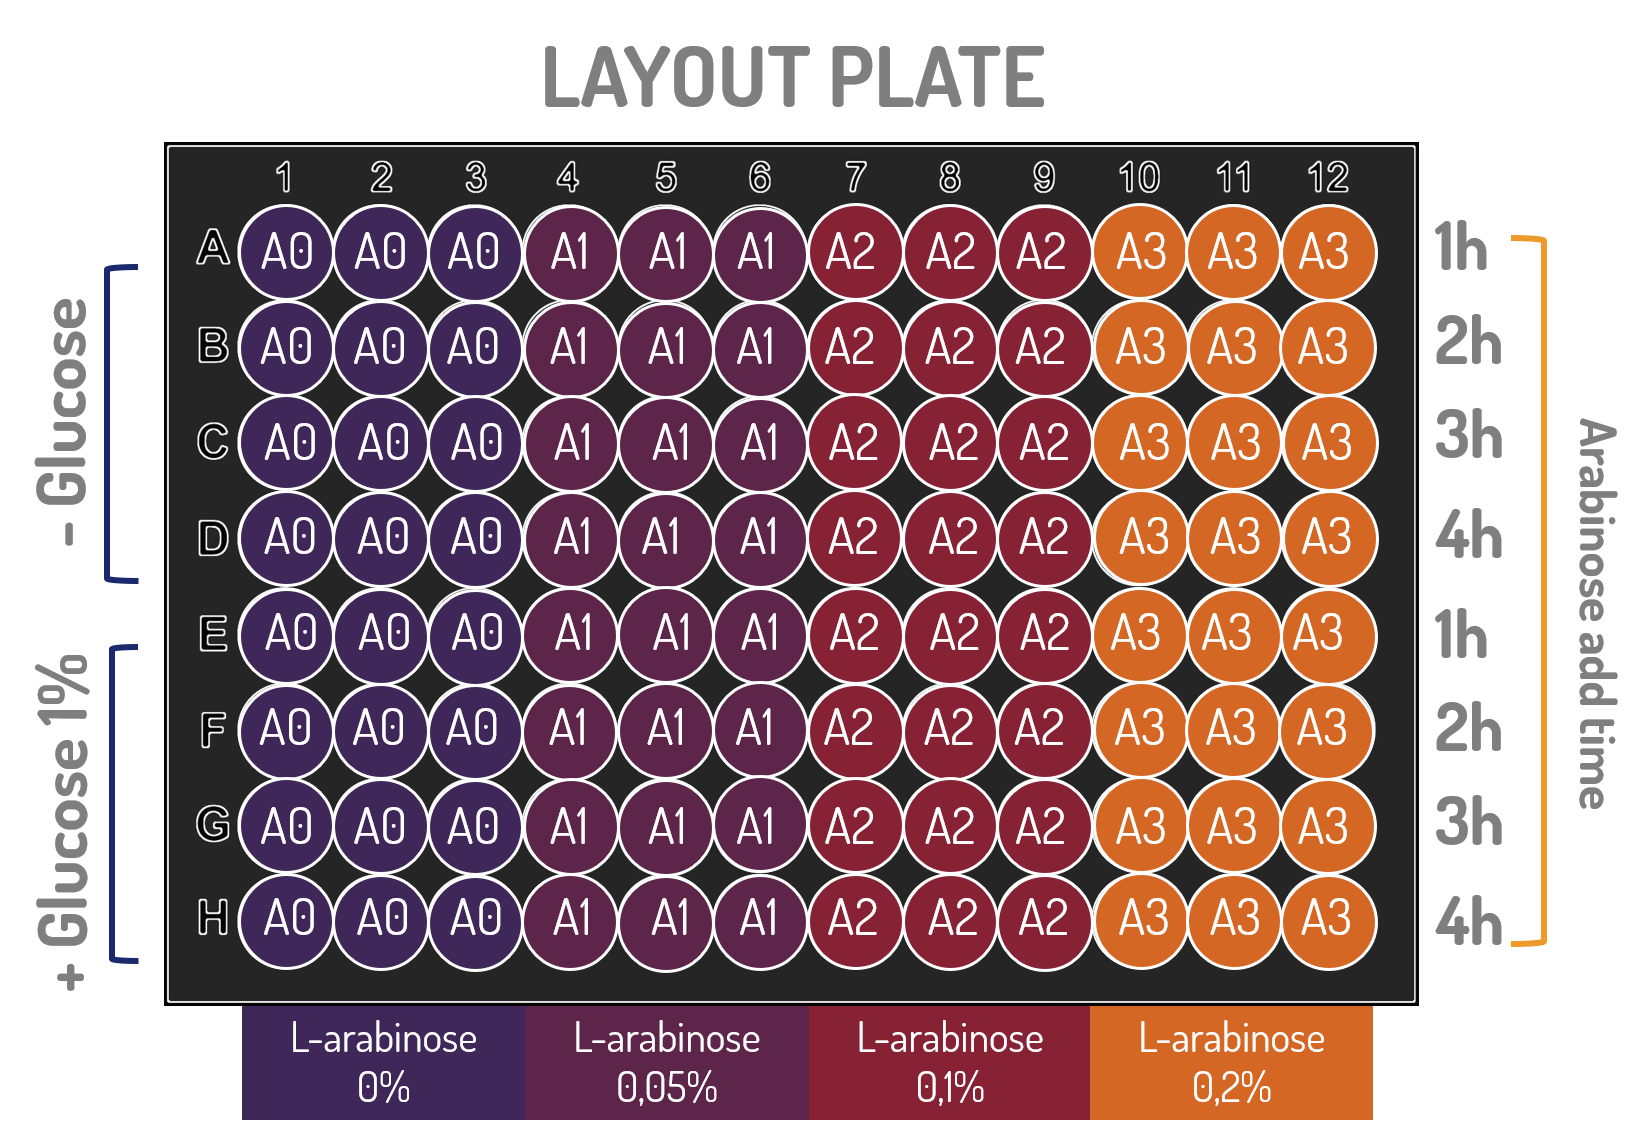 LAYOUT PLATE
1 2 3 4 5 6 7 8 9 10 11 12
A A0 A0 A0 A1 A1 A1 A2 A2 A2 A3 A3 A3 1h
B A0 A0 A0 A1 A1 A1 A2 A2 A2 A3 A3 A3 2h
C A0 A0 A0 A1 A1 A1 A2 A2 A2 A3 A3 A3 3h
D A0 A0 A0 A1 A1 A1 A2 A2 A2 A3 A3 A3 4h
E A0 A0 A0 A1 A1 A1 A2 A2 A2 A3 A3 A3 1h
F A0 A0 A0 A1 A1 A1 A2 A2 A2 A3 A3 A3 2h
G A0 A0 A0 A1 A1 A1 A2 A2 A2 A3 A3 A3 3h
H A0 A0 A0 A1 A1 A1 A2 A2 A2 A3 A3 A3 4h
- Glucose
+ Glucose 1%
Arabinose add time
L-arabinose
0%
L-arabinose
0,05%
L-arabinose
0,1%
L-arabinose
0,2%